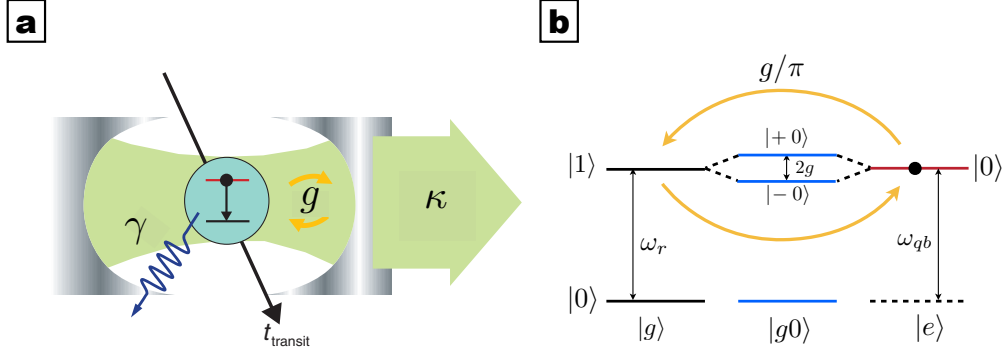 a
γ
g
κ
t_transit
b
g/π
|+0⟩
|1⟩
2g
|0⟩
|−0⟩
ω_r
ω_qb
|0⟩
|g⟩
|g0⟩
|e⟩